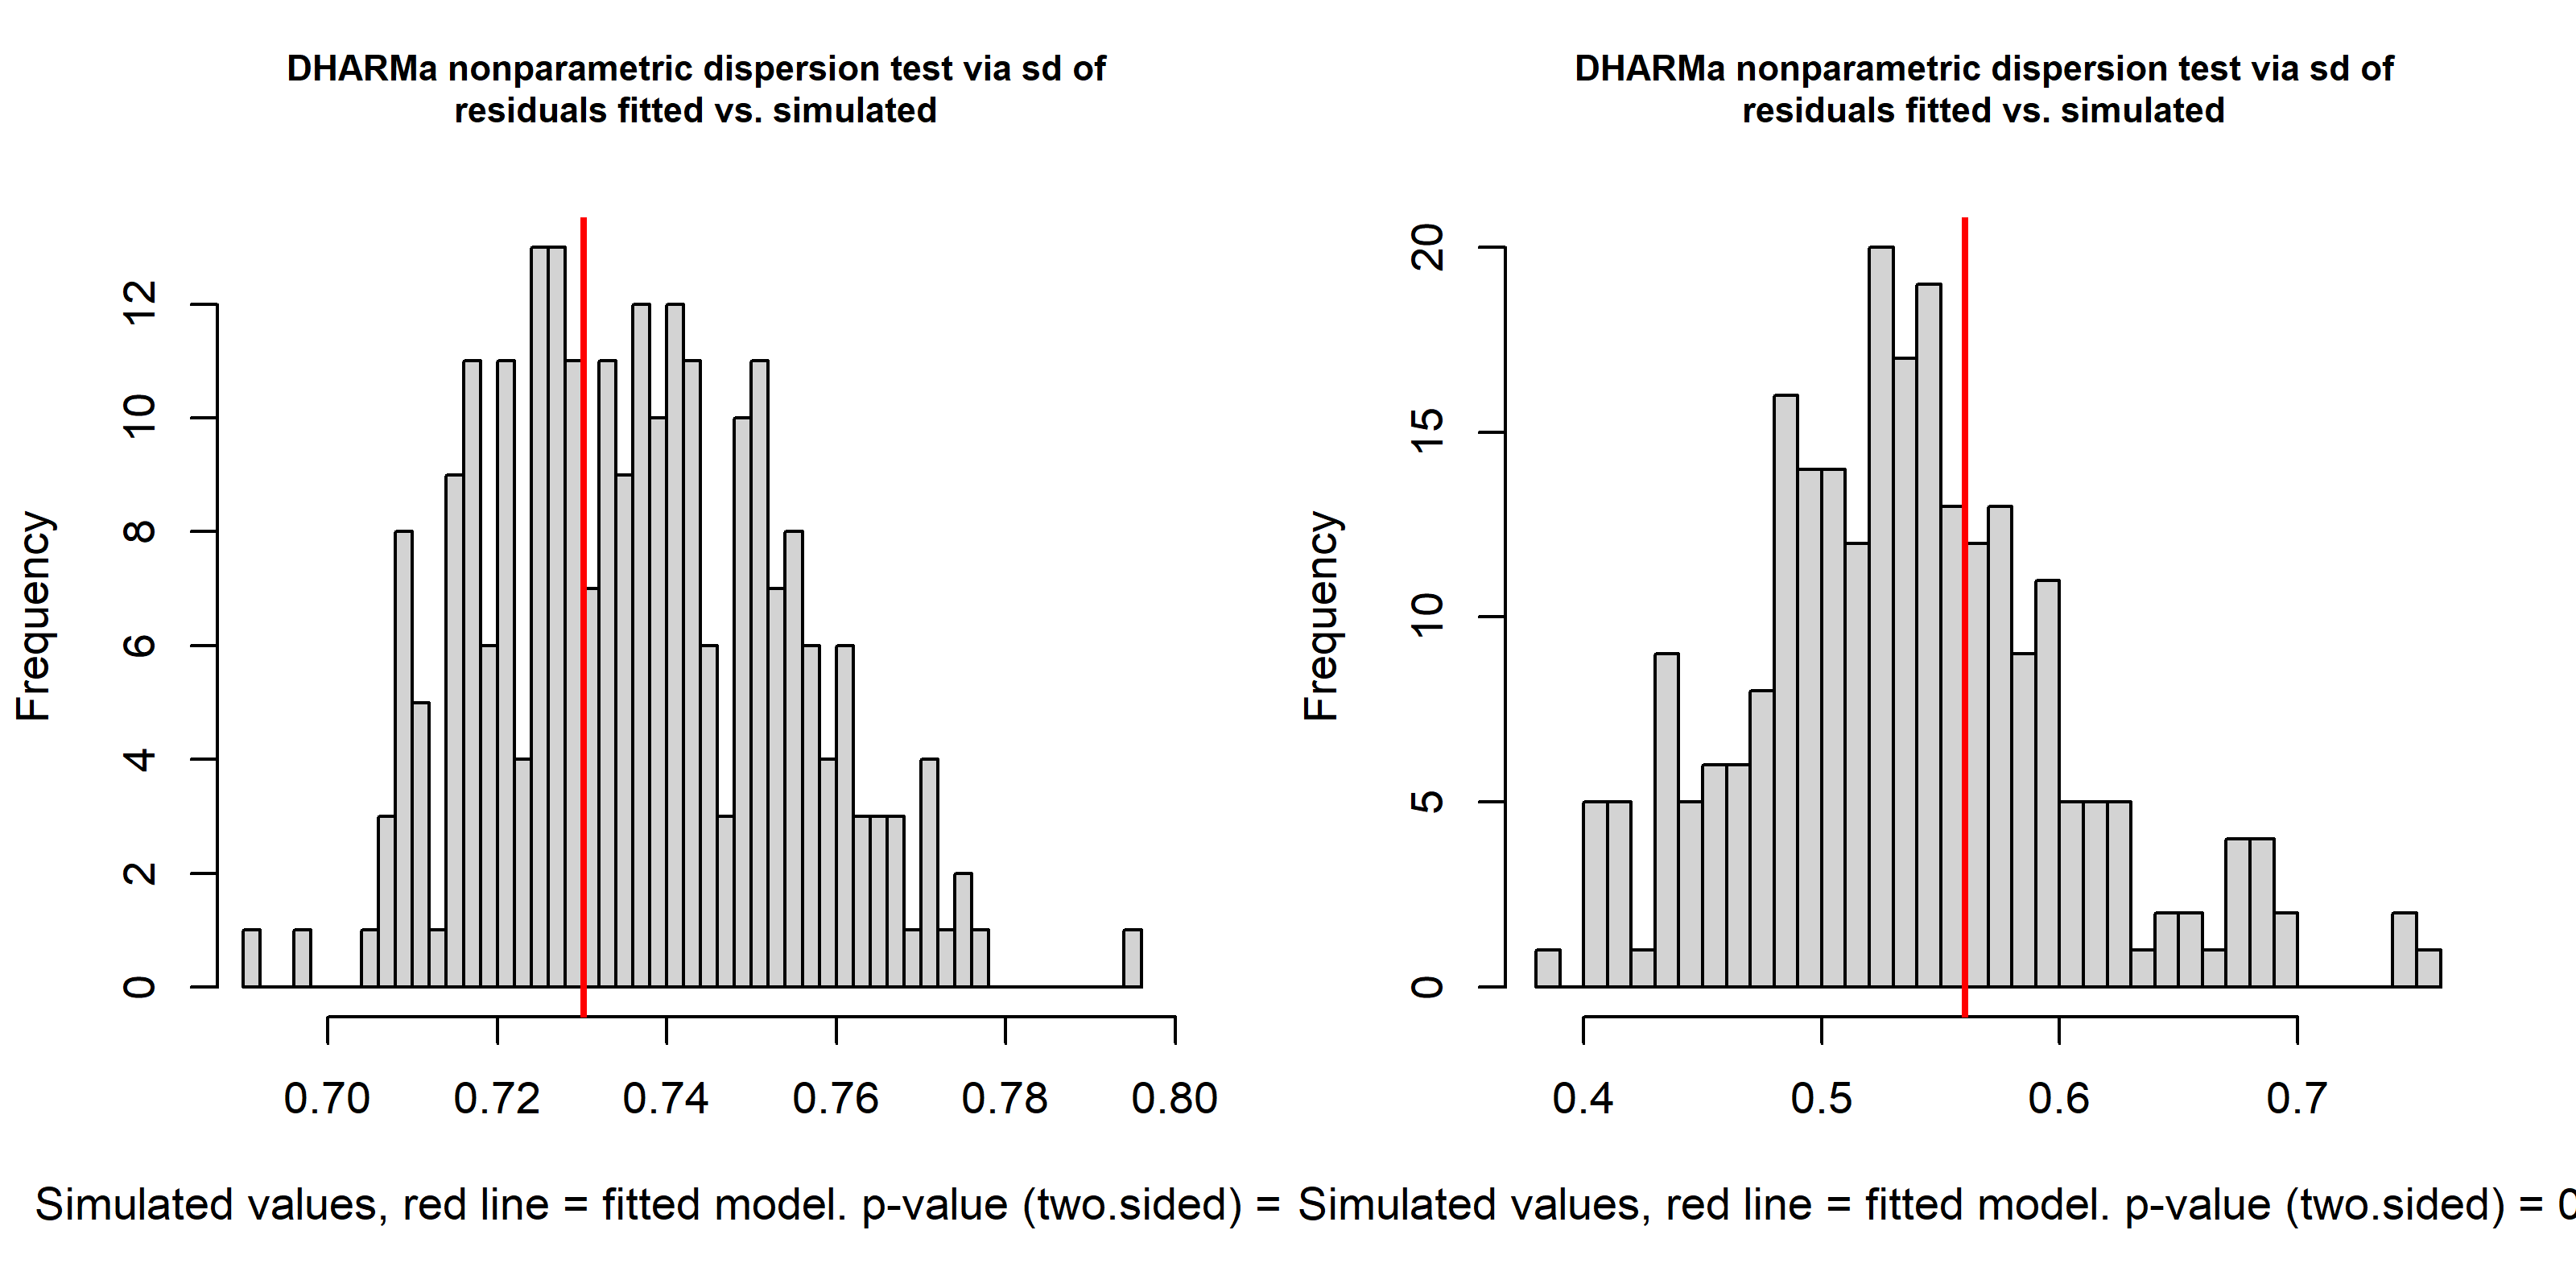 DHARMa nonparametric dispersion test via sd of
residuals fitted vs. simulated
Frequency
0 2 4 6 8 10 12
0.70 0.72 0.74 0.76 0.78 0.80
Simulated values, red line = fitted model. p-value (two.sided) =
DHARMa nonparametric dispersion test via sd of
residuals fitted vs. simulated
Frequency
0 5 10 15 20
0.4 0.5 0.6 0.7
Simulated values, red line = fitted model. p-value (two.sided) =